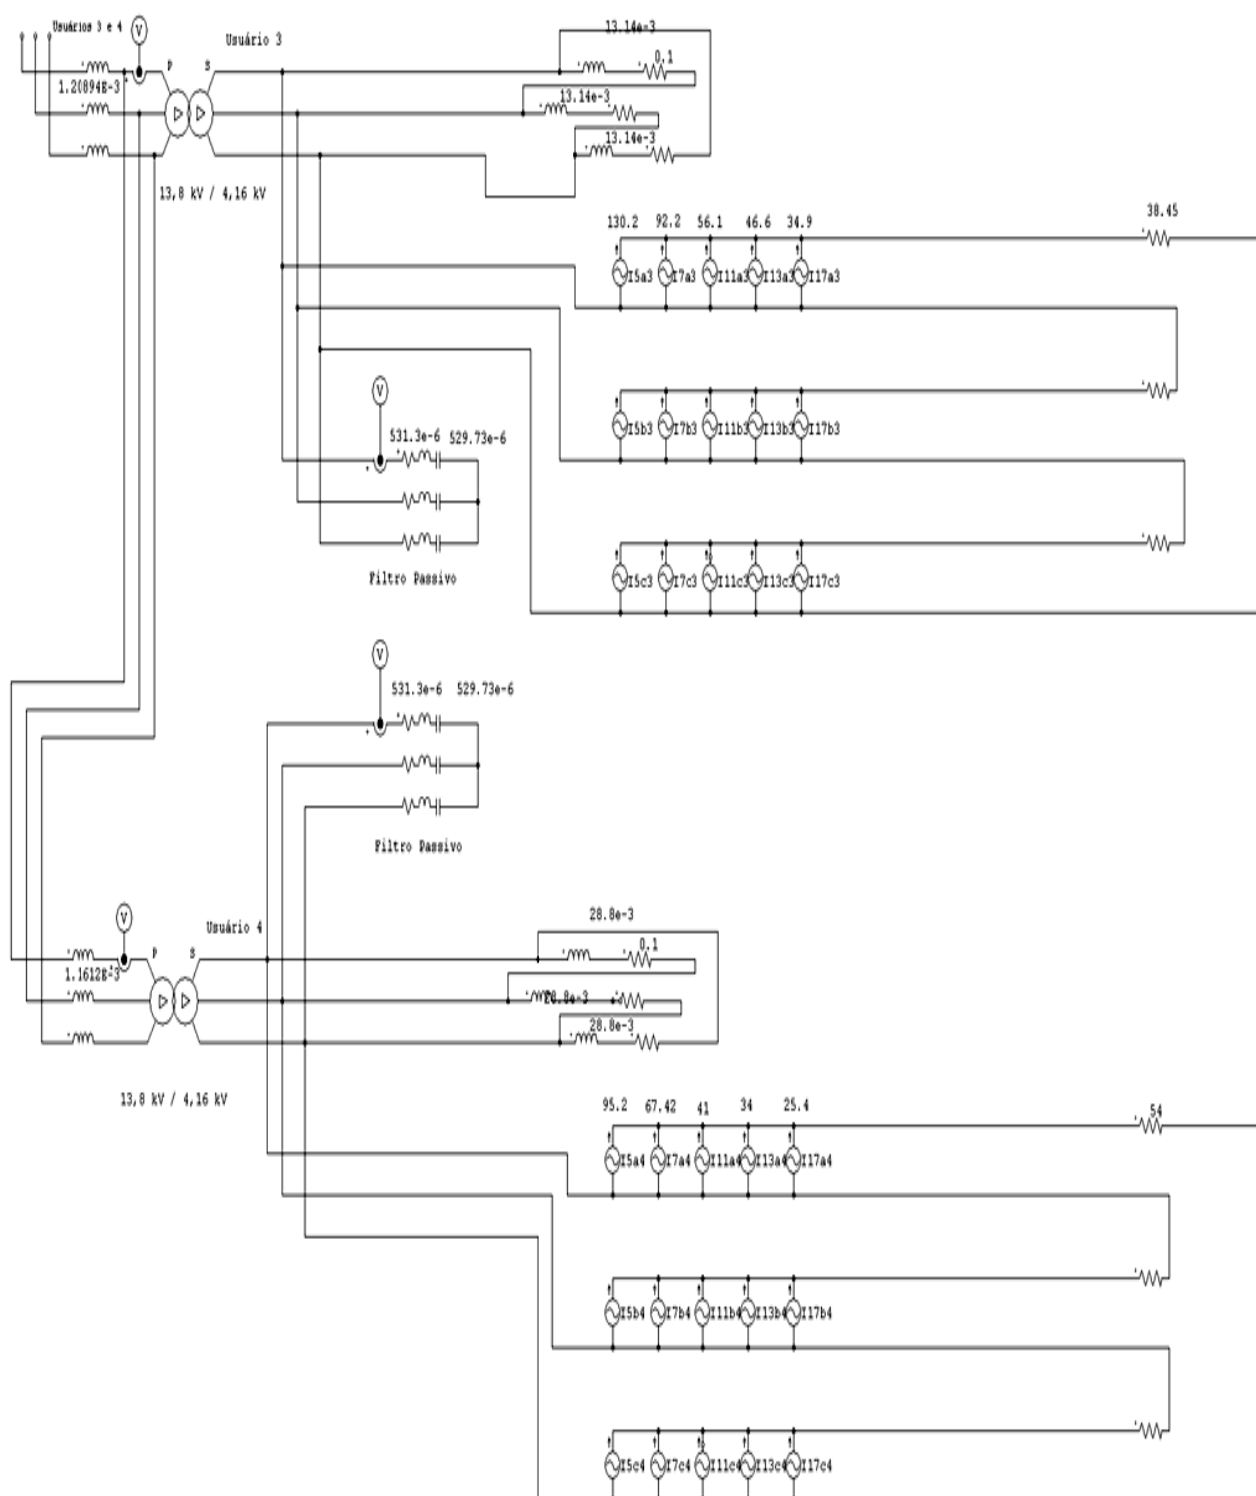 Usuários 3 e 4
V
Usuário 3
13.14e-3
P
S
0.1
1.20894E-3
13.14e-3
13.14e-3
13,8 kV / 4,16 kV
130.2
92.2
56.1
46.6
34.9
38.45
I5a3
I7a3
I11a3
I13a3
I17a3
V
I5b3
I7b3
I11b3
I13b3
I17b3
531.3e-6
529.73e-6
Filtro Passivo
I5c3
I7c3
I11c3
I13c3
I17c3
V
531.3e-6
529.73e-6
Filtro Passivo
V
Usuário 4
28.8e-3
P
S
0.1
1.1612E-3
28.8e-3
28.8e-3
13,8 kV / 4,16 kV
95.2
67.42
41
34
25.4
54
I5a4
I7a4
I11a4
I13a4
I17a4
I5b4
I7b4
I11b4
I13b4
I17b4
I5c4
I7c4
I11c4
I13c4
I17c4